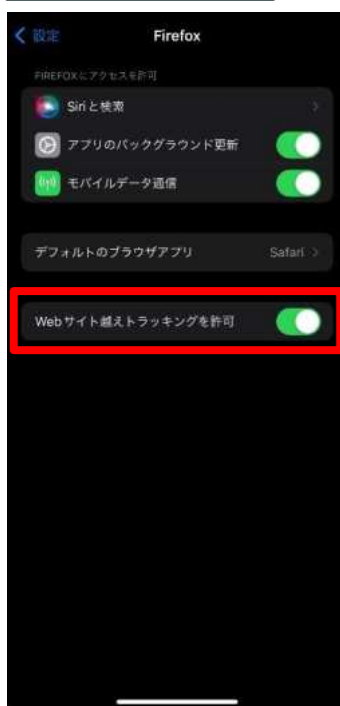 設定
Firefox
FIREFOXにアクセスを許可
Siriと検索
アプリのバックグラウンド更新
モバイルデータ通信
デフォルトのブラウザアプリ Safari
Webサイト越えトラッキングを許可